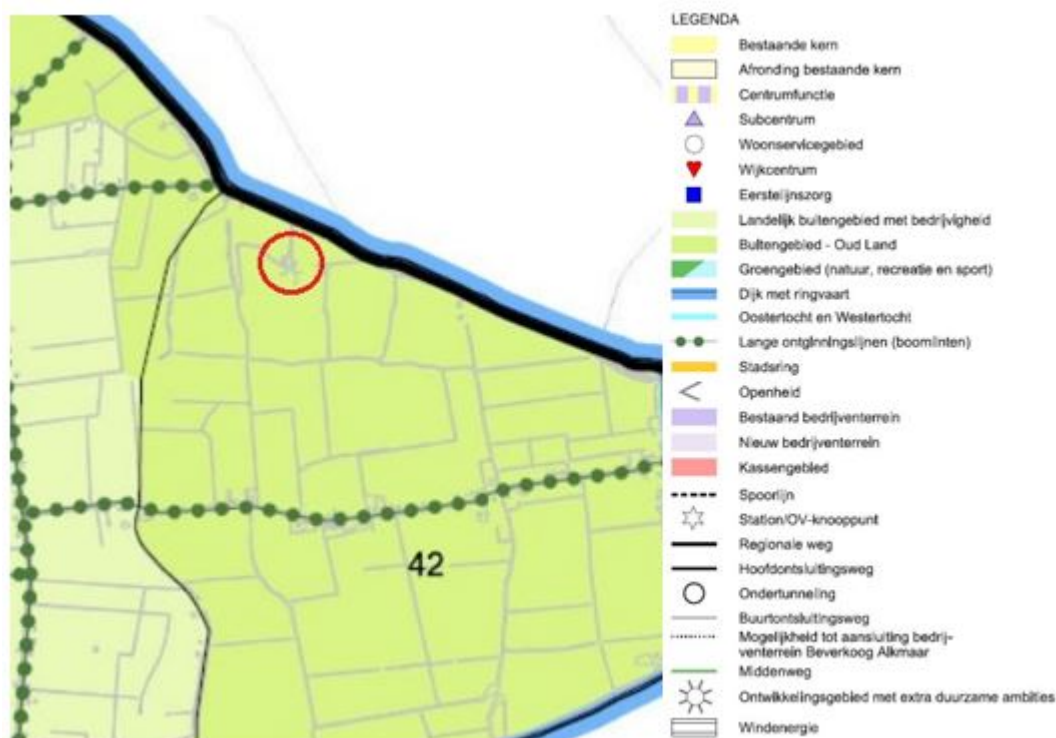 LEGENDA
Bestaande kern
Afronding bestaande kern
Centrumfunctie
Subcentrum
Woonservicegebied
Wijkcentrum
Eerstelijnszorg
Landelijk buitengebied met bedrijvigheid
Buitengebied - Oud Land
Groengebied (natuur, recreatie en sport)
Dijk met ringvaart
Oostertocht en Westertocht
Lange ontginningslijnen (boomlinten)
Stadsring
Openheid
Bestaand bedrijventerrein
Nieuw bedrijventerrein
Kassengebied
Spoorlijn
Station/OV-knooppunt
Regionale weg
Hoofdontsluitingsweg
Ondertunneling
Buurtontsluitingsweg
Mogelijkheid tot aansluiting bedrij-
venterrein Beverkoog Alkmaar
Middenweg
Ontwikkelingsgebied met extra duurzame ambities
Windenergie
42